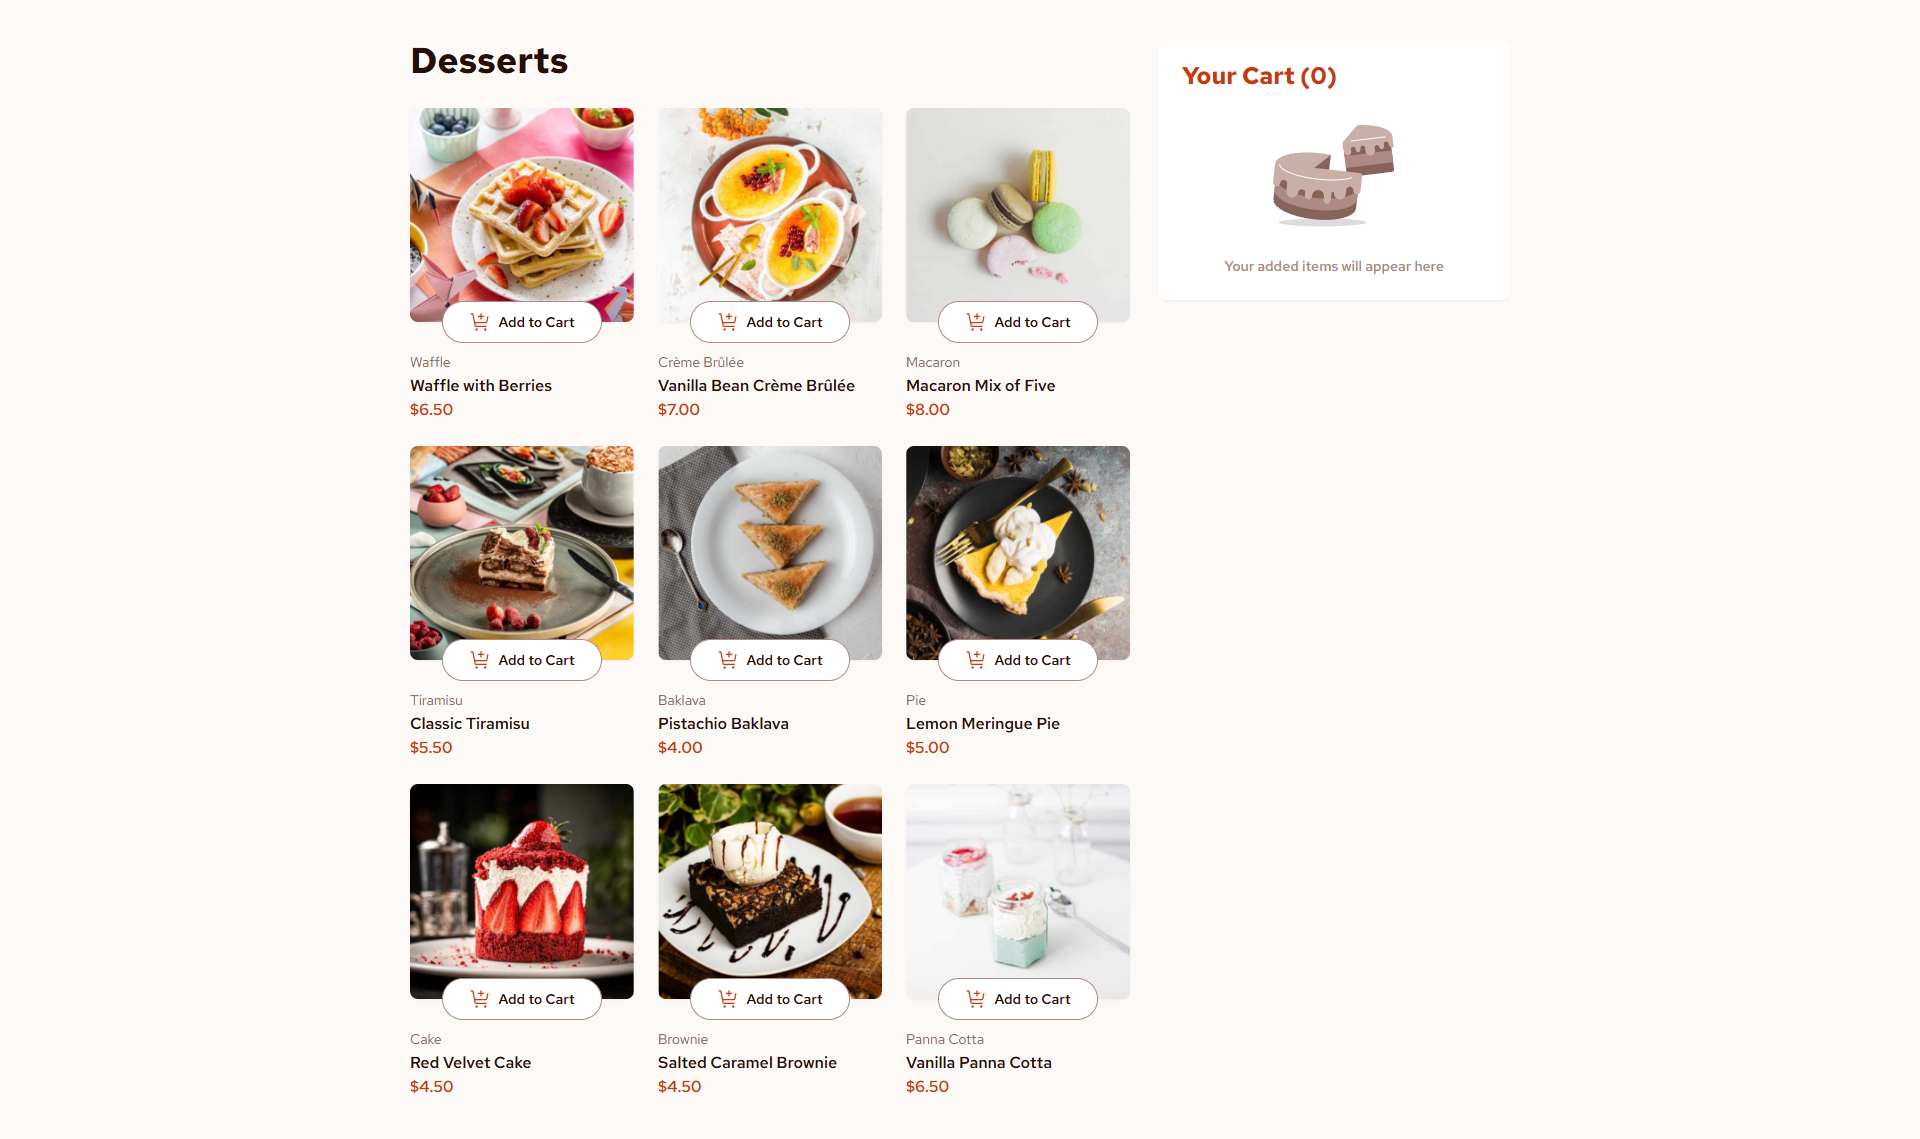 Desserts
Add to Cart
Waffle
Waffle with Berries
$6.50
Add to Cart
Crème Brûlée
Vanilla Bean Crème Brûlée
$7.00
Add to Cart
Macaron
Macaron Mix of Five
$8.00
Add to Cart
Tiramisu
Classic Tiramisu
$5.50
Add to Cart
Baklava
Pistachio Baklava
$4.00
Add to Cart
Pie
Lemon Meringue Pie
$5.00
Add to Cart
Cake
Red Velvet Cake
$4.50
Add to Cart
Brownie
Salted Caramel Brownie
$4.50
Add to Cart
Panna Cotta
Vanilla Panna Cotta
$6.50
Your Cart (0)
Your added items will appear here